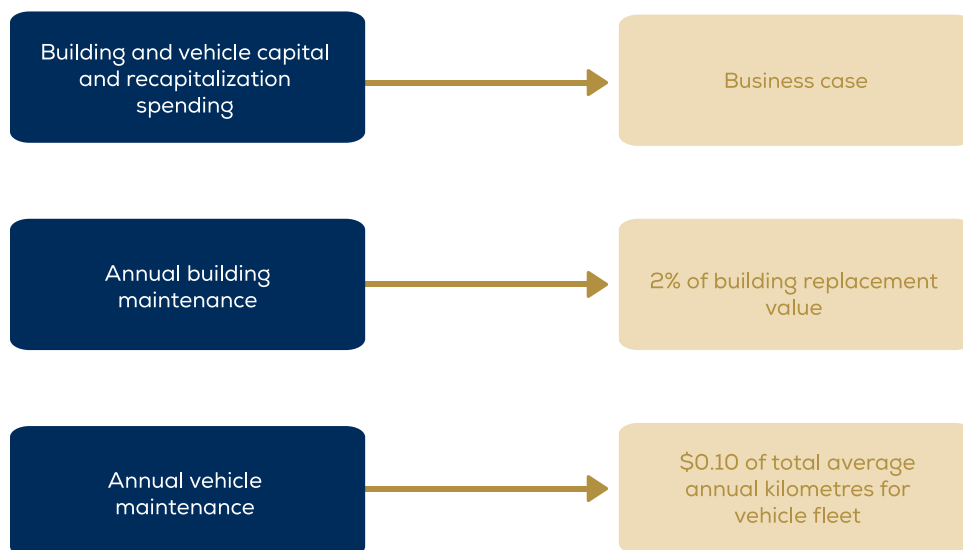 Building and vehicle capital
and recapitalization
spending
Business case
Annual building
maintenance
2% of building replacement
value
Annual vehicle
maintenance
$0.10 of total average
annual kilometres for
vehicle fleet